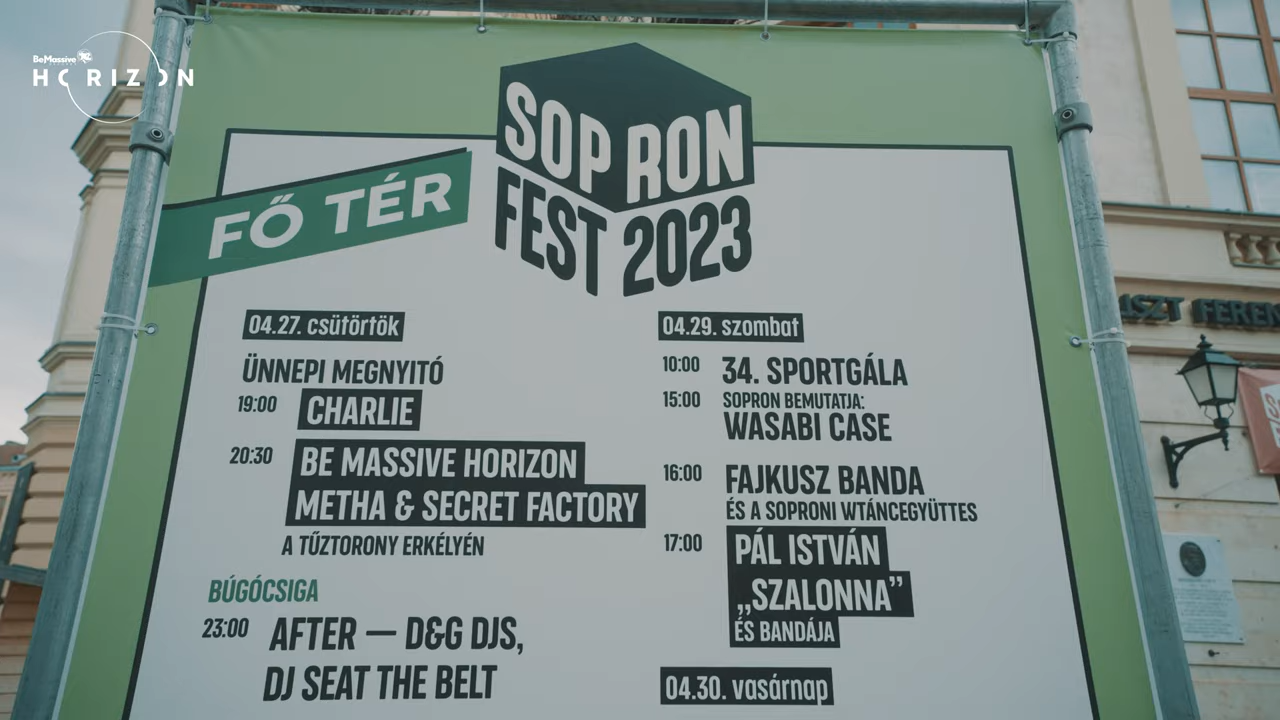 BeMassive
HORIZON
SOPRON
FEST 2023
FŐ TÉR
04.27. csütörtök
ÜNNEPI MEGNYITÓ
19:00 CHARLIE
20:30 BE MASSIVE HORIZON
METHA & SECRET FACTORY
A TŰZTORONY ERKÉLYÉN
BÚGÓCSIGA
23:00 AFTER — D&G DJS,
DJ SEAT THE BELT
04.29. szombat
10:00 34. SPORTGÁLA
15:00 SOPRON BEMUTATJA:
WASABI CASE
16:00 FAJKUSZ BANDA
ÉS A SOPRONI WTÁNCEGYÜTTES
17:00 PÁL ISTVÁN
„SZALONNA”
ÉS BANDÁJA
04.30. vasárnap
ISZT FEREN